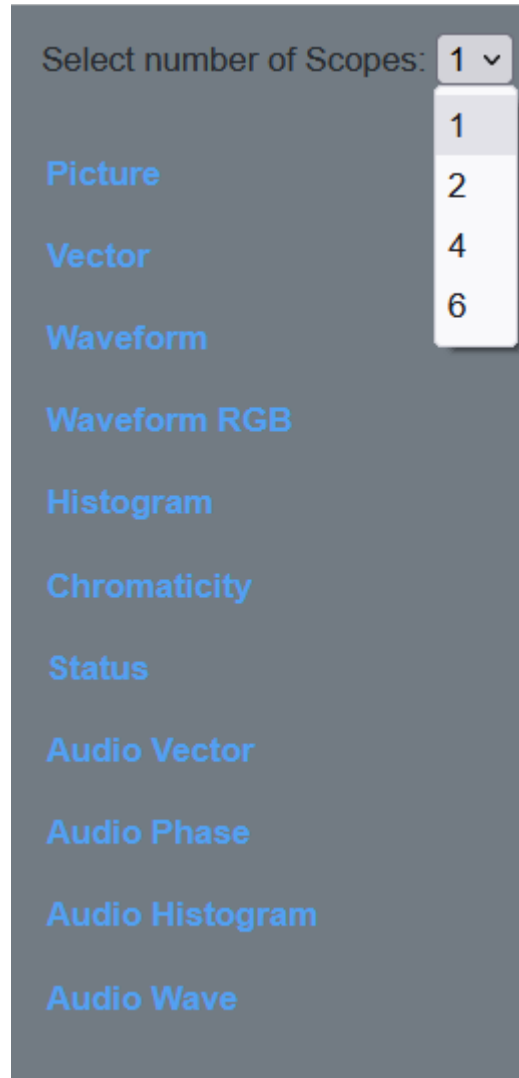 Select number of Scopes: 1
1
2
4
6
Picture
Vector
Waveform
Waveform RGB
Histogram
Chromaticity
Status
Audio Vector
Audio Phase
Audio Histogram
Audio Wave